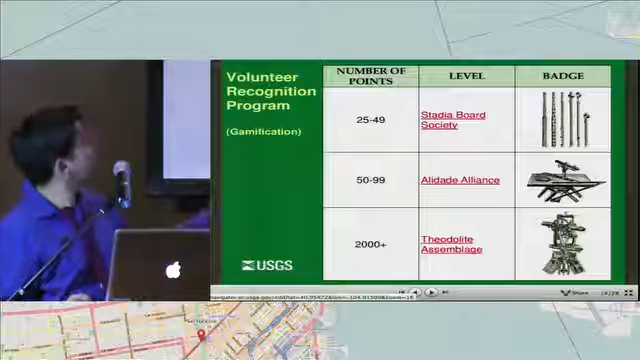 Volunteer
Recognition
Program
(Gamification)
NUMBER OF
POINTS
LEVEL
BADGE
25-49
Stadia Board
Society
50-99
Alidade Alliance
2000+
Theodolite
Assemblage
USGS
Share